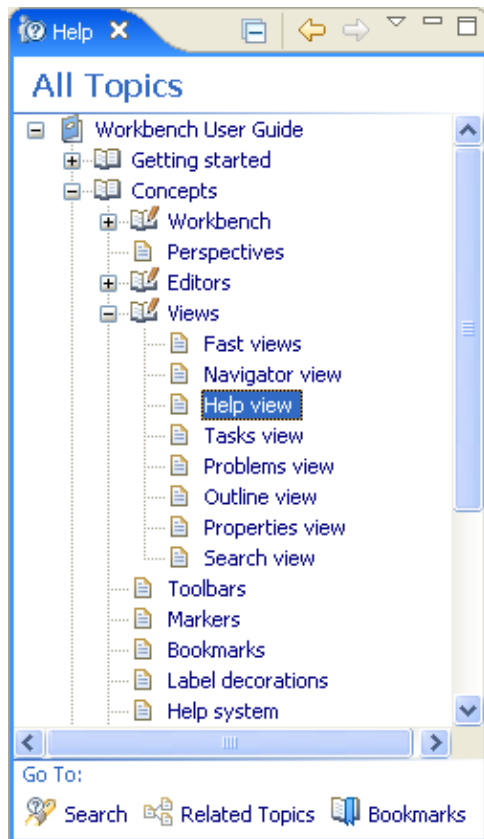 Help
All Topics
Workbench User Guide
Getting started
Concepts
Workbench
Perspectives
Editors
Views
Fast views
Navigator view
Help view
Tasks view
Problems view
Outline view
Properties view
Search view
Toolbars
Markers
Bookmarks
Label decorations
Help system
Go To:
Search Related Topics Bookmarks